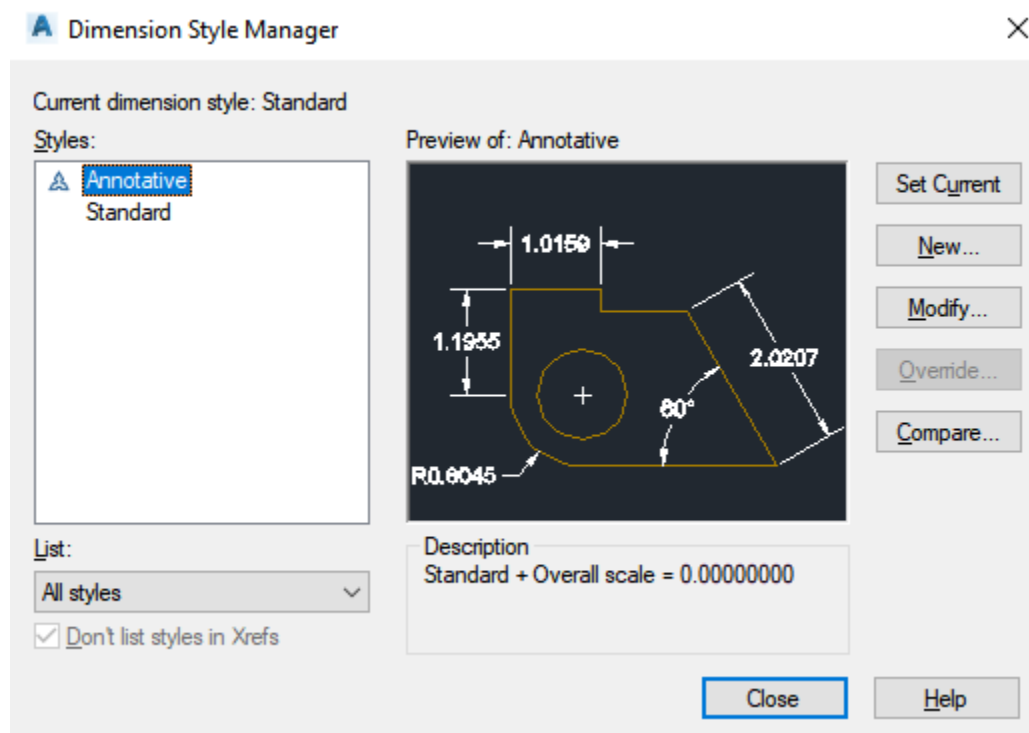 Dimension Style Manager
Current dimension style: Standard
Styles:
Annotative
Standard
Preview of: Annotative
1.0159
1.1955
2.0207
60°
R0.8045
Set Current
New...
Modify...
Override...
Compare...
List:
All styles
Don't list styles in Xrefs
Description
Standard + Overall scale = 0.00000000
Close
Help